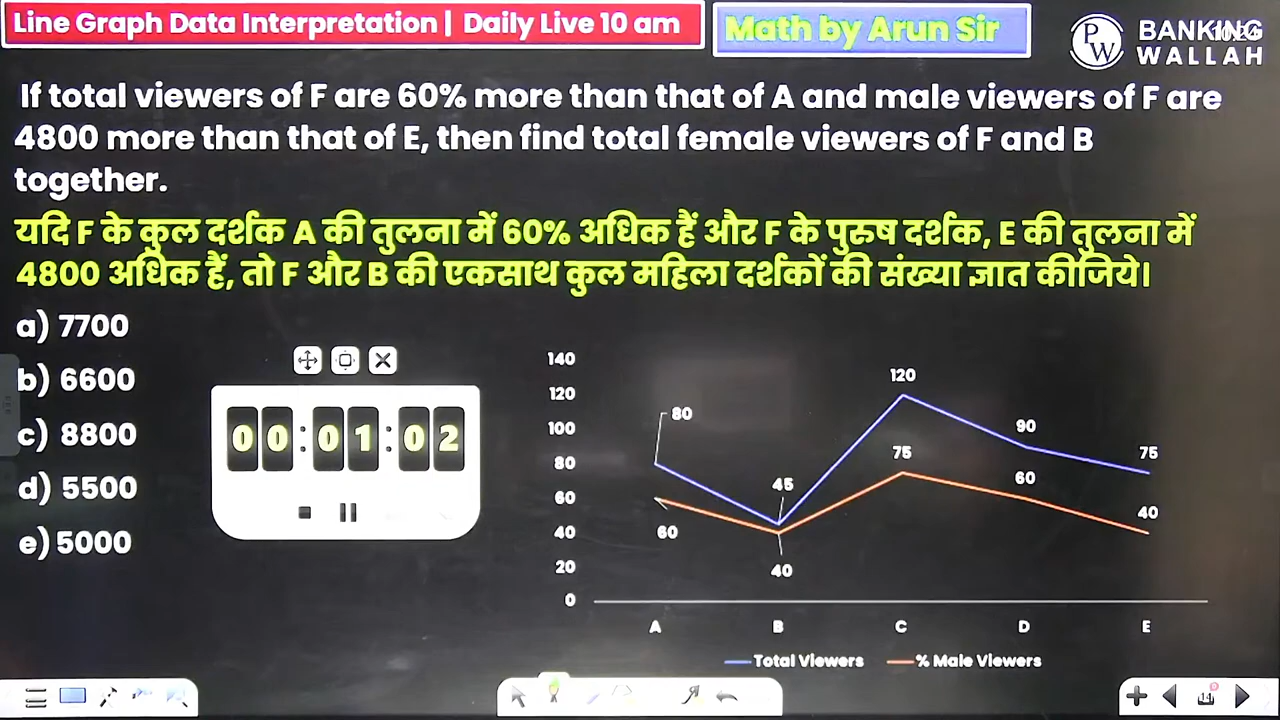 Line Graph Data Interpretation | Daily Live 10 am
Math by Arun Sir
PW
BANKING
WALLAH
If total viewers of F are 60% more than that of A and male viewers of F are
4800 more than that of E, then find total female viewers of F and B
together.
यदि F के कुल दर्शक A की तुलना में 60% अधिक हैं और F के पुरुष दर्शक, E की तुलना में
4800 अधिक हैं, तो F और B की एकसाथ कुल महिला दर्शकों की संख्या ज्ञात कीजिये।
a) 7700
b) 6600
c) 8800
d) 5500
e) 5000
00:01:02
140
120
100
80
60
40
20
0
80
60
45
40
120
75
90
60
75
40
A B C D E
Total Viewers % Male Viewers